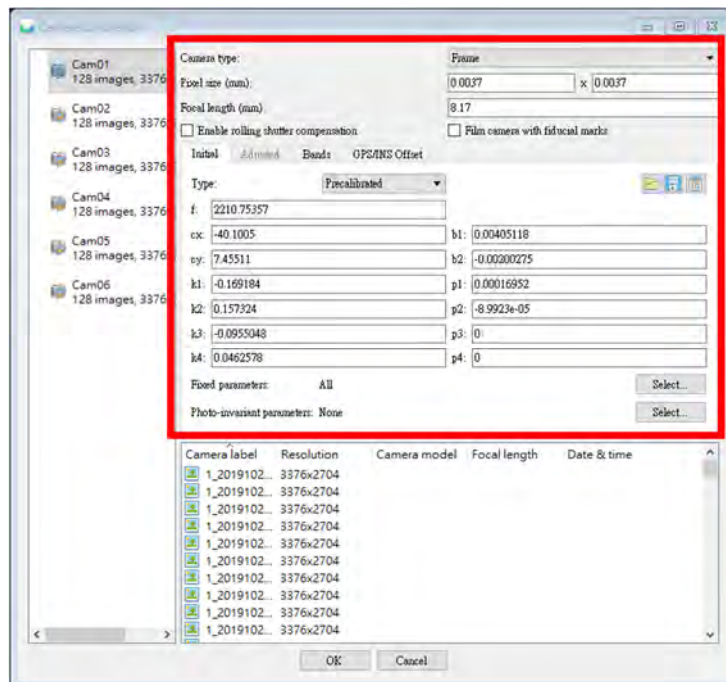 Cam01
128 images, 3376
Cam02
128 images, 3376
Cam03
128 images, 3376
Cam04
128 images, 3376
Cam05
128 images, 3376
Cam06
128 images, 3376
Camera type: Frame
Pixel size (mm): 0.0037 x 0.0037
Focal length (mm): 8.17
Enable rolling shutter compensation Film camera with fiducial marks
Initial Adjusted Bands GPS/INS Offset
Type: Precalibrated
f: 2210.75357
cx: -40.1005 b1: 0.00405118
cy: 7.45511 b2: -0.00200275
k1: -0.169184 p1: 0.00016952
k2: 0.157324 p2: -8.9923e-05
k3: -0.0955048 p3: 0
k4: 0.0462578 p4: 0
Fixed parameters: All Select...
Photo-invariant parameters: None Select...
Camera label Resolution Camera model Focal length Date & time
1_2019102... 3376x2704
1_2019102... 3376x2704
1_2019102... 3376x2704
1_2019102... 3376x2704
1_2019102... 3376x2704
1_2019102... 3376x2704
1_2019102... 3376x2704
1_2019102... 3376x2704
1_2019102... 3376x2704
1_2019102... 3376x2704
OK Cancel